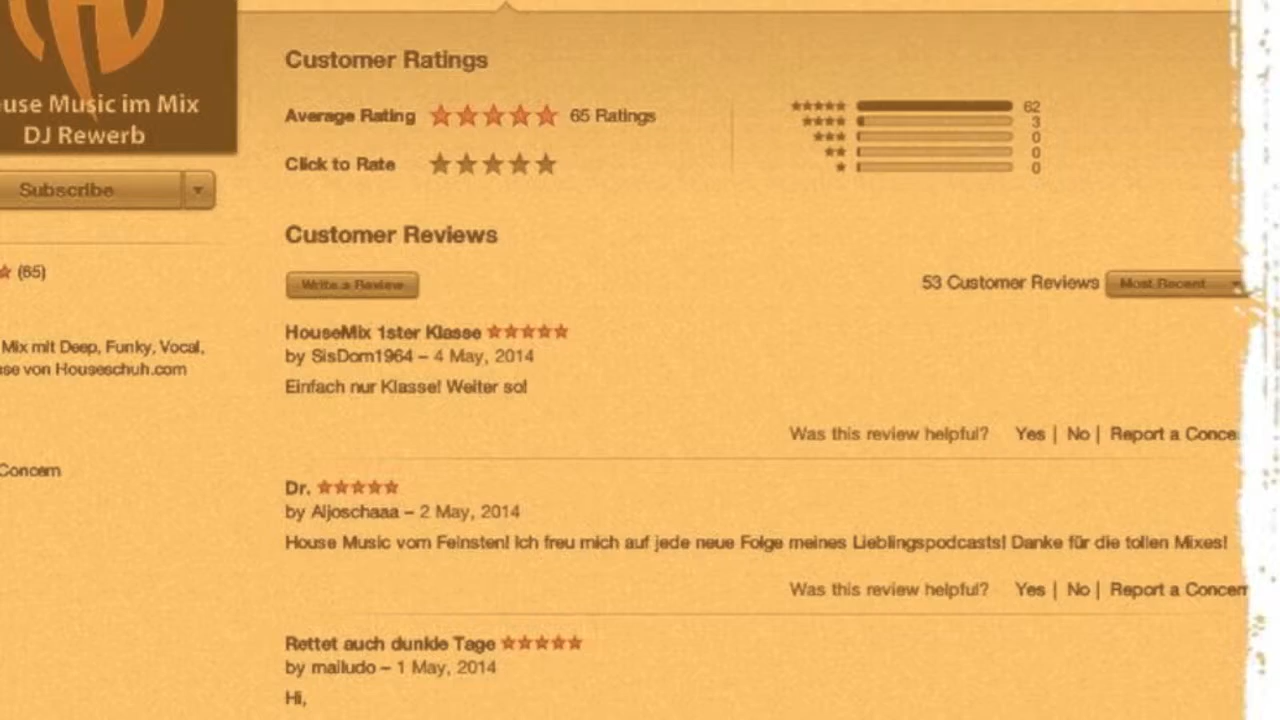 use Music im Mix
DJ Rewerb
Subscribe
(65)
Mix mit Deep, Funky, Vocal,
se von Houseschuh.com
Concern
Customer Ratings
Average Rating 65 Ratings
Click to Rate
62
3
0
0
0
Customer Reviews
Write a Review
53 Customer Reviews Most Recent
HouseMix 1ster Klasse
by SisDom1964 – 4 May, 2014
Einfach nur Klasse! Weiter so!
Was this review helpful? Yes | No | Report a Conce
Dr.
by Aljoschaaa – 2 May, 2014
House Music vom Feinsten! Ich freu mich auf jede neue Folge meines Lieblingspodcasts! Danke für die tollen Mixes!
Was this review helpful? Yes | No | Report a Concern
Rettet auch dunkle Tage
by malludo – 1 May, 2014
Hi,